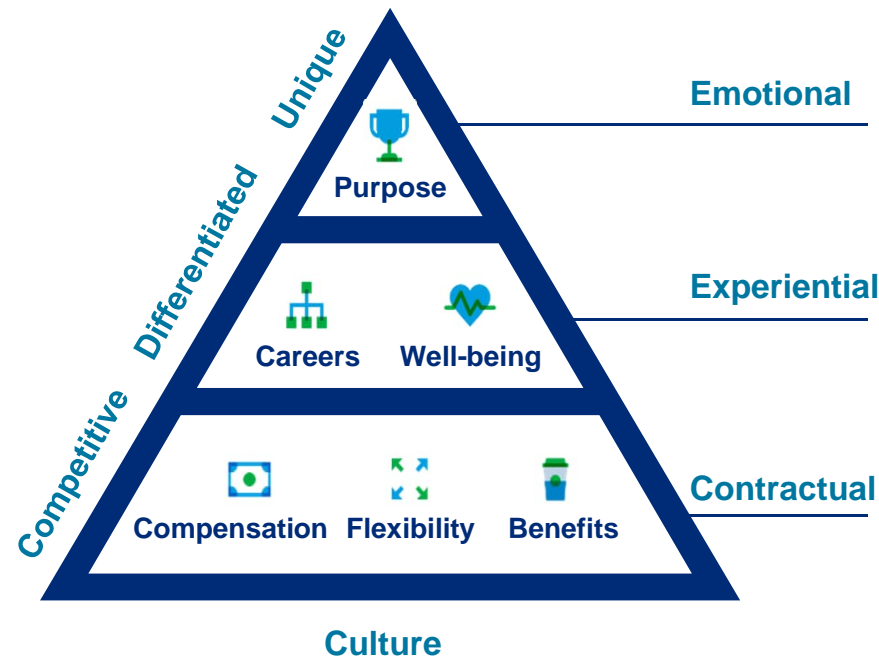 Unique
Emotional
Purpose
Differentiated
Experiential
Careers Well-being
Competitive
Contractual
Compensation Flexibility Benefits
Culture